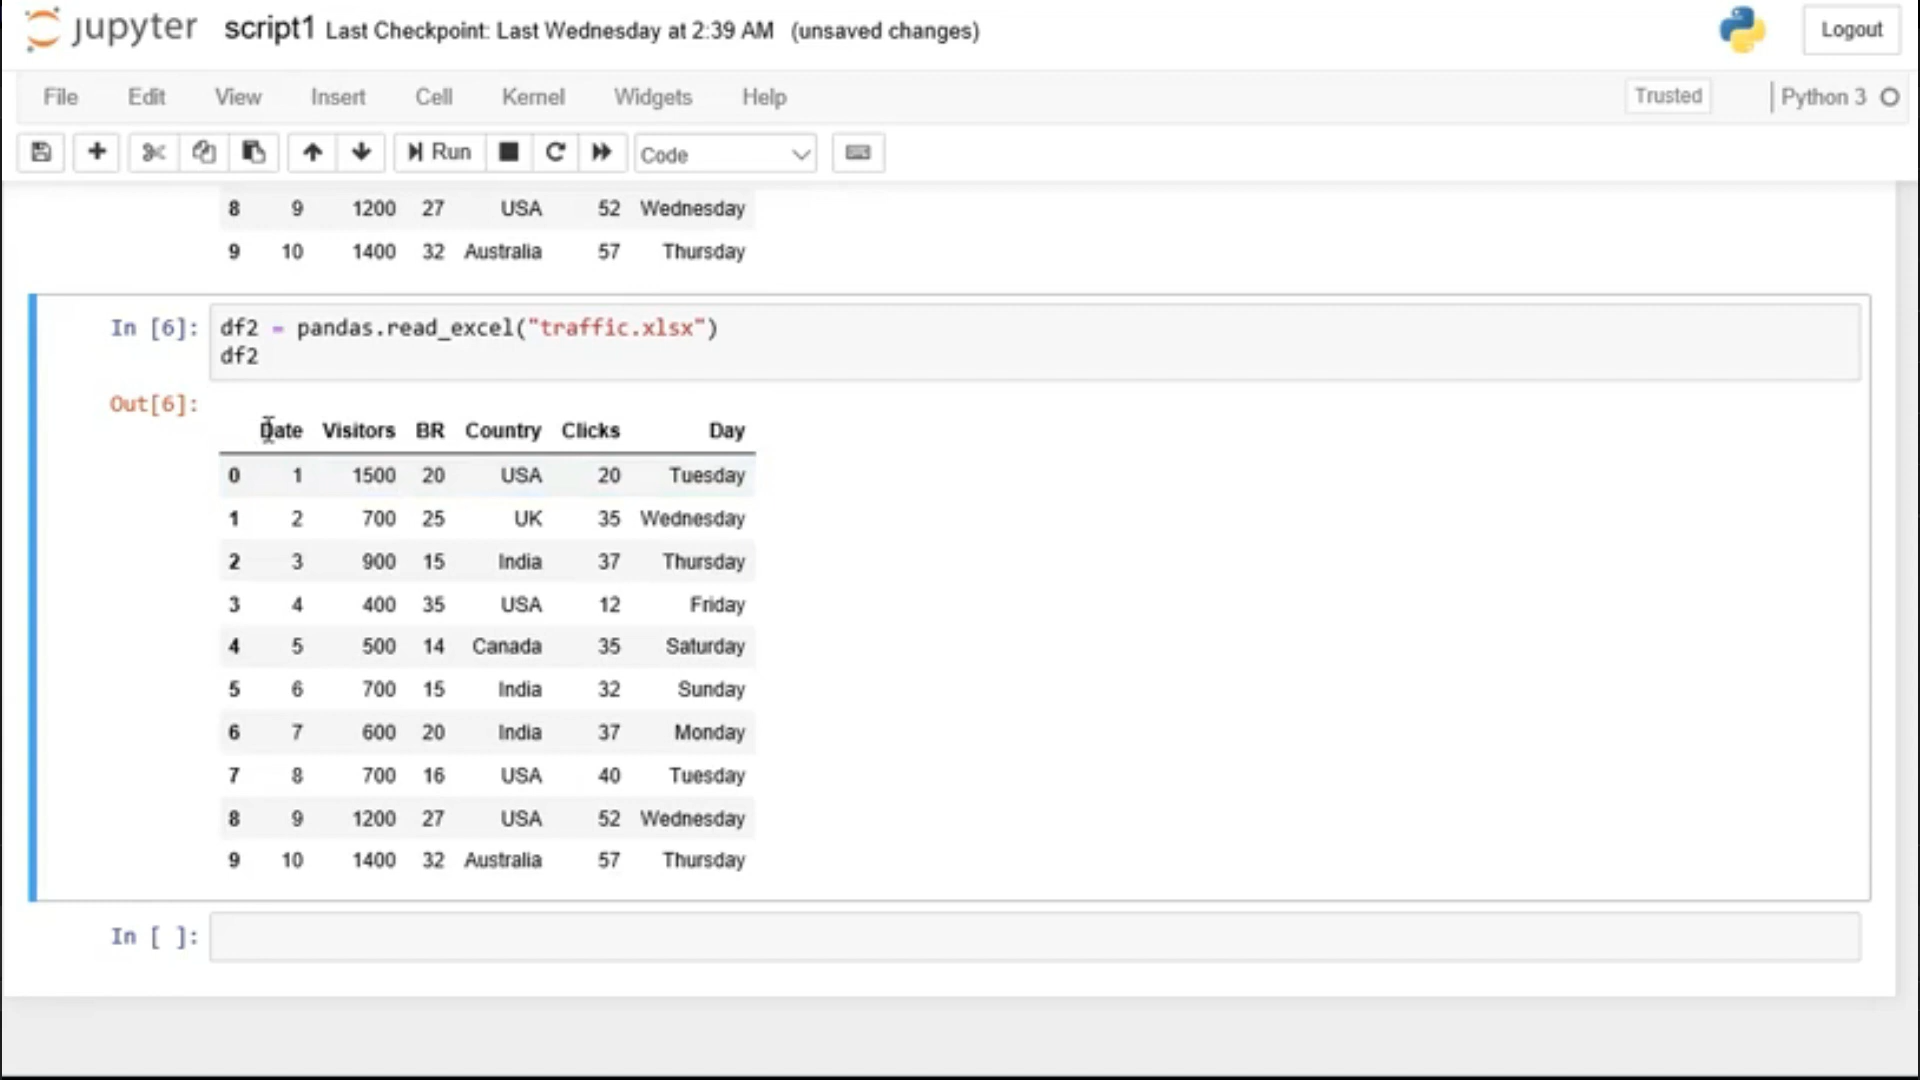 jupyter script1 Last Checkpoint: Last Wednesday at 2:39 AM (unsaved changes) Logout
File Edit View Insert Cell Kernel Widgets Help Trusted Python 3
Run Code
8 9 1200 27 USA 52 Wednesday
9 10 1400 32 Australia 57 Thursday
In [6]: df2 = pandas.read_excel("traffic.xlsx")
df2
Out[6]:
Date Visitors BR Country Clicks Day
0 1 1500 20 USA 20 Tuesday
1 2 700 25 UK 35 Wednesday
2 3 900 15 India 37 Thursday
3 4 400 35 USA 12 Friday
4 5 500 14 Canada 35 Saturday
5 6 700 15 India 32 Sunday
6 7 600 20 India 37 Monday
7 8 700 16 USA 40 Tuesday
8 9 1200 27 USA 52 Wednesday
9 10 1400 32 Australia 57 Thursday
In [ ]: